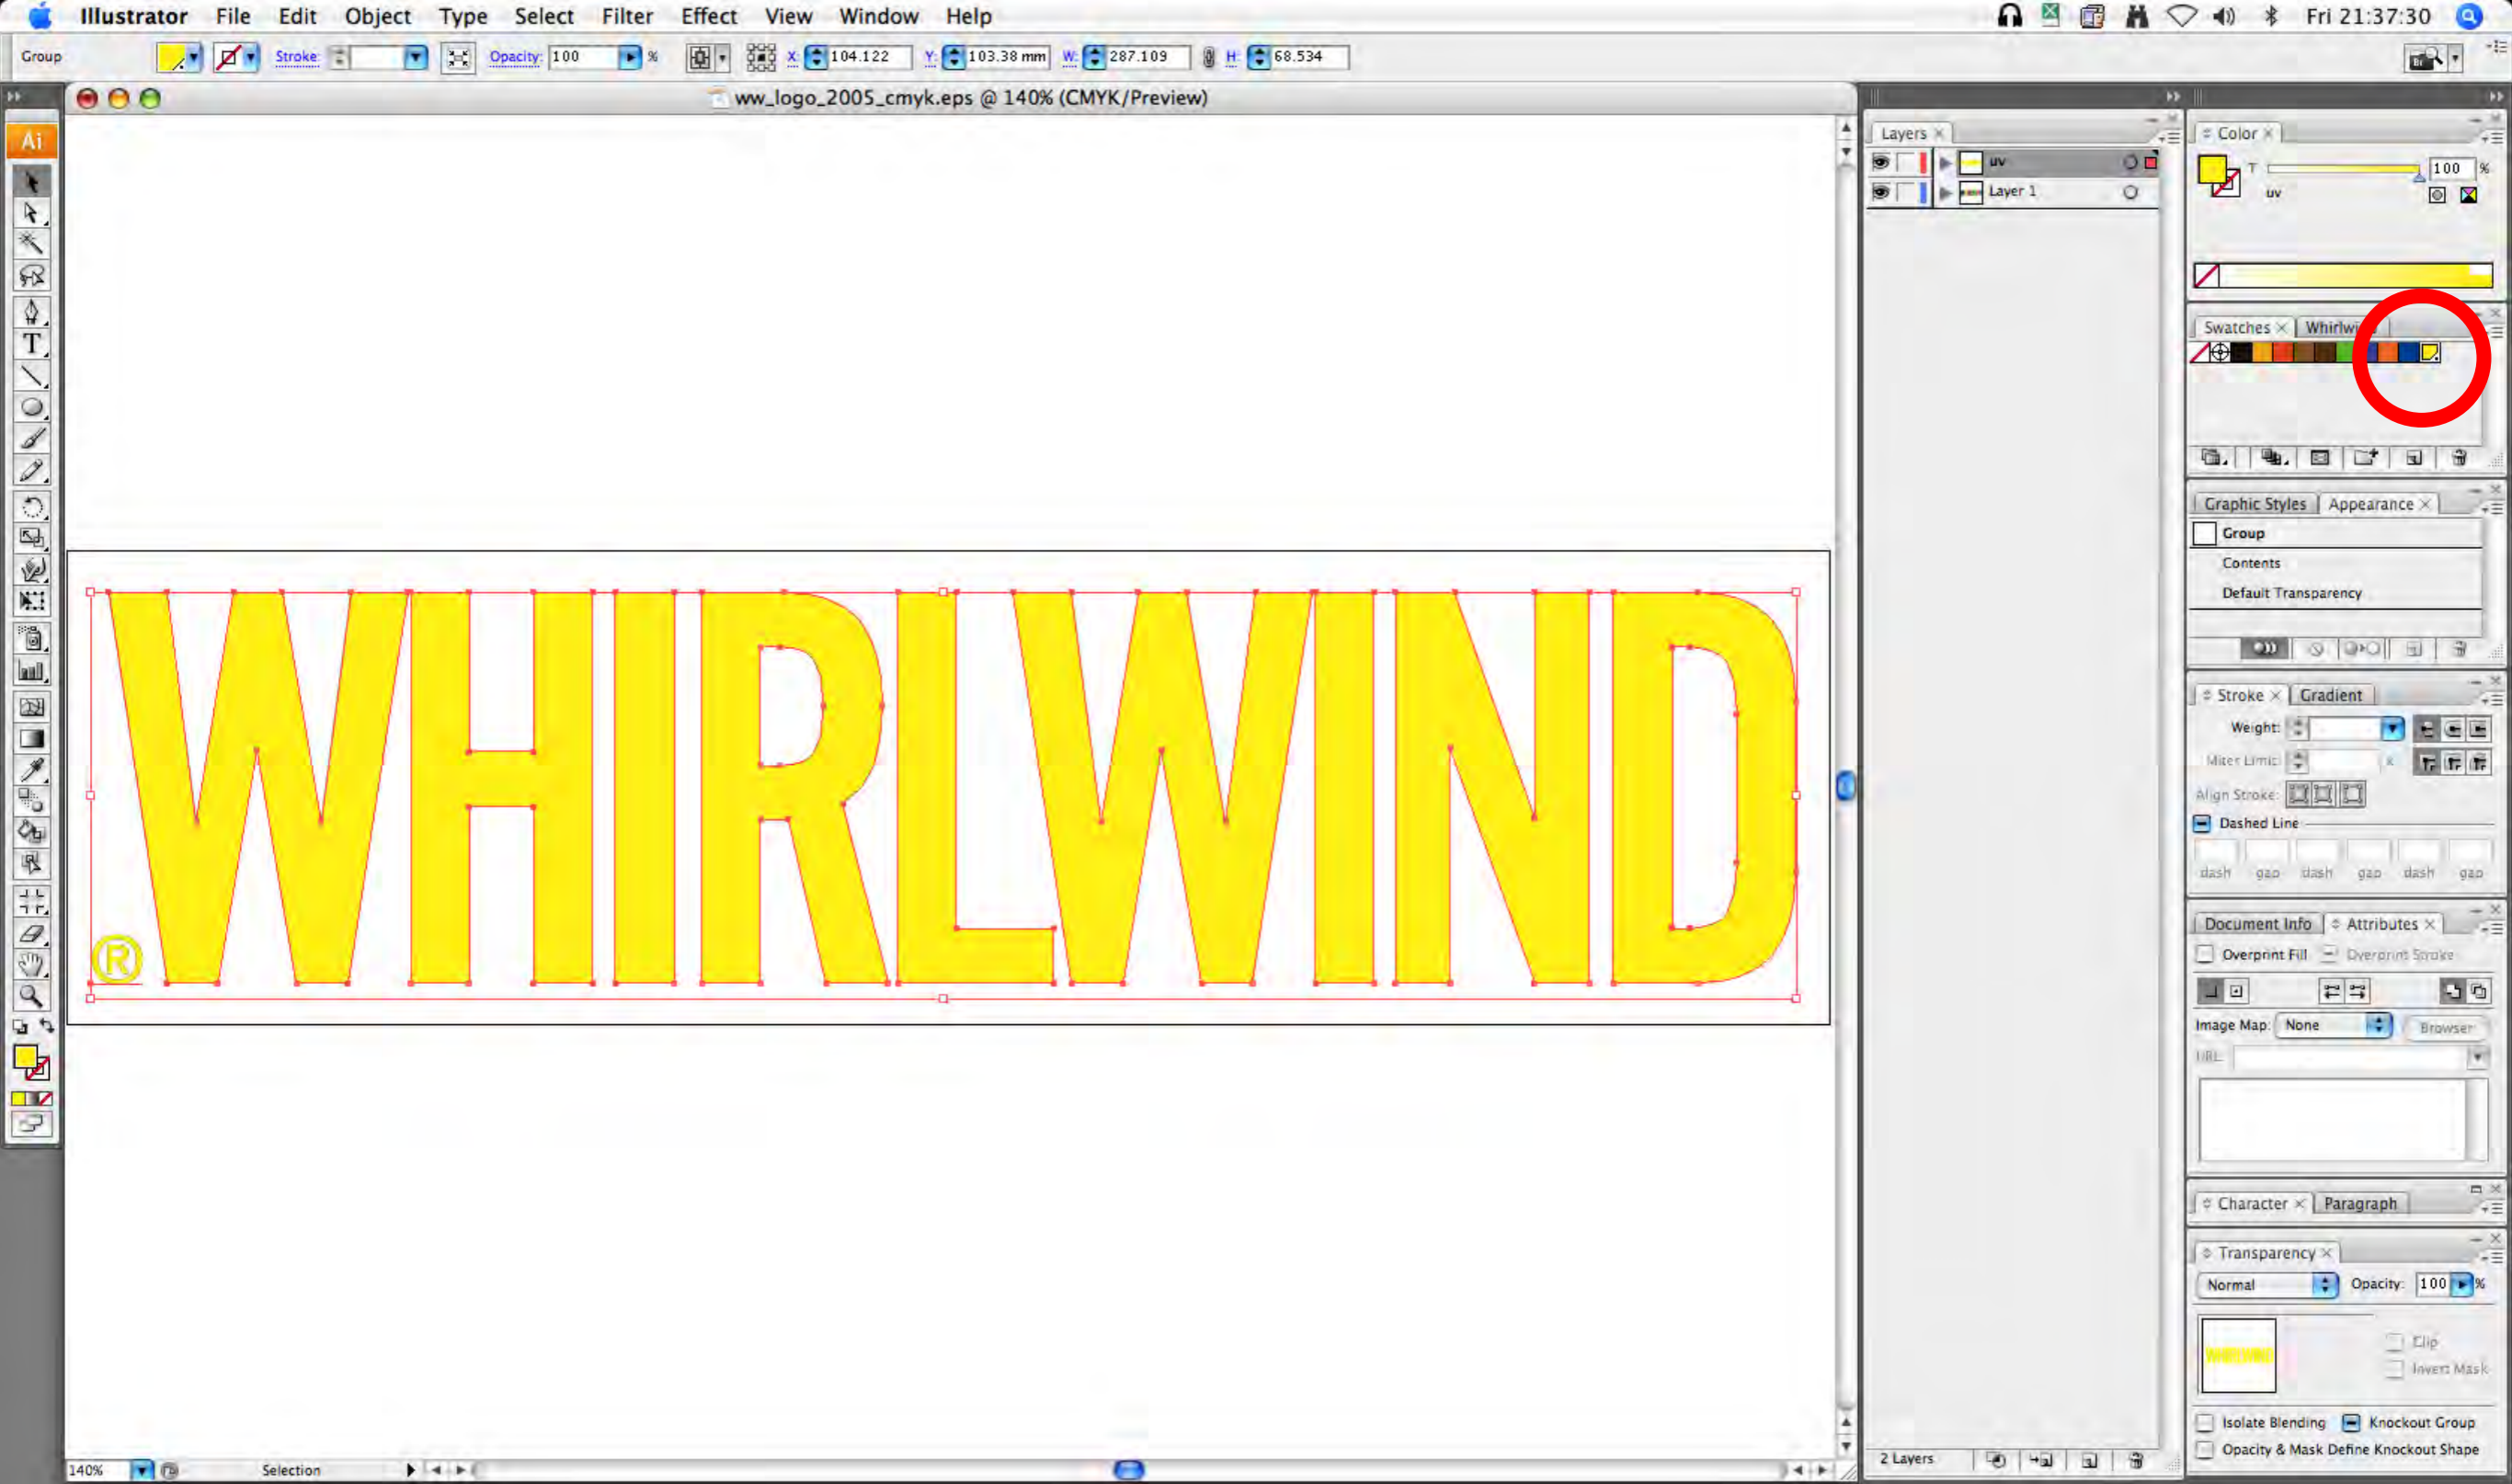 Illustrator File Edit Object Type Select Filter Effect View Window Help Fri 21:37:30
Group Stroke: Opacity: 100 % X: 104.122 Y: 103.38 mm W: 287.109 H: 68.534
ww_logo_2005_cmyk.eps @ 140% (CMYK/Preview)
Ai
Layers
uv
Layer 1
Color
T 100 %
uv
Swatches
Graphic Styles Appearance
Group
Contents
Default Transparency
Stroke Gradient
Weight:
Miter Limit: x
Align Stroke:
Dashed Line
dash gap dash gap dash gap
WHIRLWIND
®
Document Info Attributes
Overprint Fill Overprint Stroke
Image Map: None Browser
URL:
Character Paragraph
Transparency
Normal Opacity: 100 %
Clip
Invert Mask
Isolate Blending Knockout Group
Opacity & Mask Define Knockout Shape
140% Selection
2 Layers